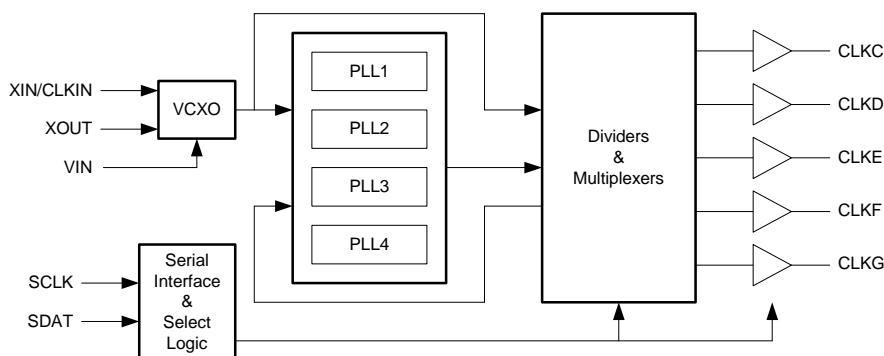 XIN/CLKIN
XOUT
VIN
VCXO
PLL1
PLL2
PLL3
PLL4
Dividers
&
Multiplexers
CLKC
CLKD
CLKE
CLKF
CLKG
SCLK
SDAT
Serial
Interface
&
Select
Logic